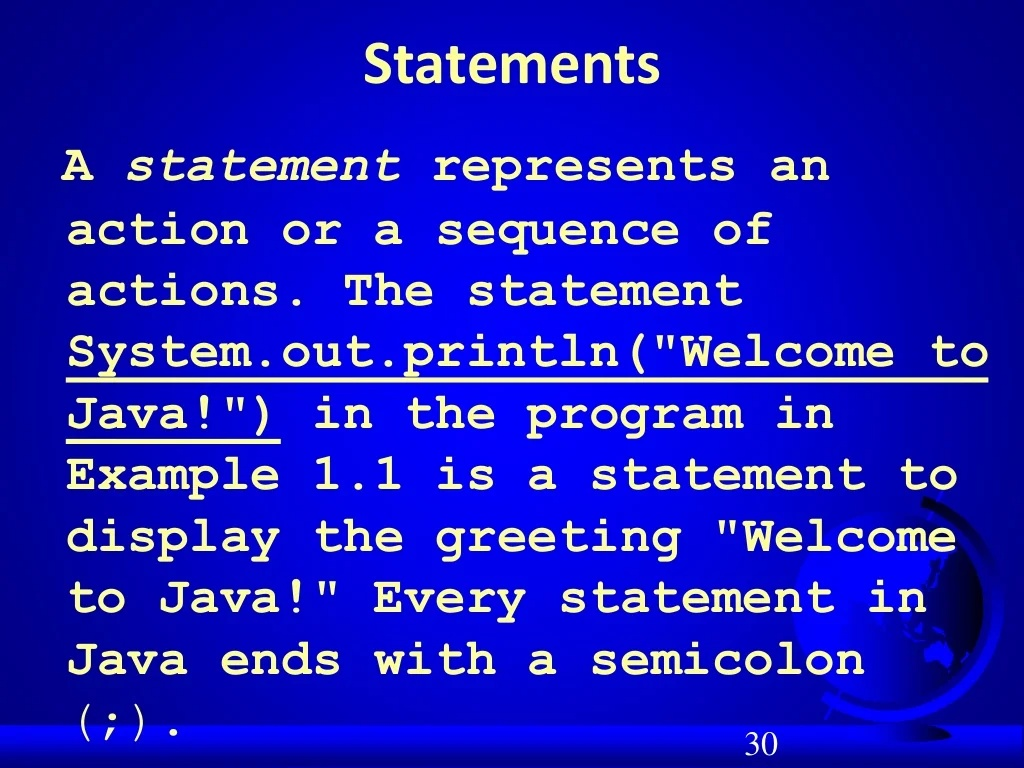 Statements
A statement represents an
action or a sequence of
actions. The statement
System.out.println("Welcome to
Java!") in the program in
Example 1.1 is a statement to
display the greeting "Welcome
to Java!" Every statement in
Java ends with a semicolon
(;).
30